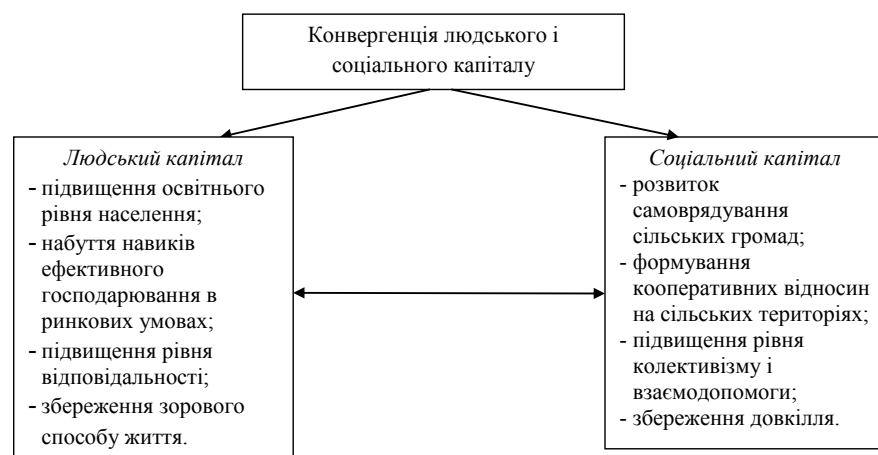 Конвергенція людського і
соціального капіталу
Людський капітал
- підвищення освітнього
рівня населення;
- набуття навиків
ефективного
господарювання в
ринкових умовах;
- підвищення рівня
відповідальності;
- збереження зорового
способу життя.
Соціальний капітал
- розвиток
самоврядування
сільських громад;
- формування
кооперативних відносин
на сільських територіях;
- підвищення рівня
колективізму і
взаємодопомоги;
- збереження довкілля.